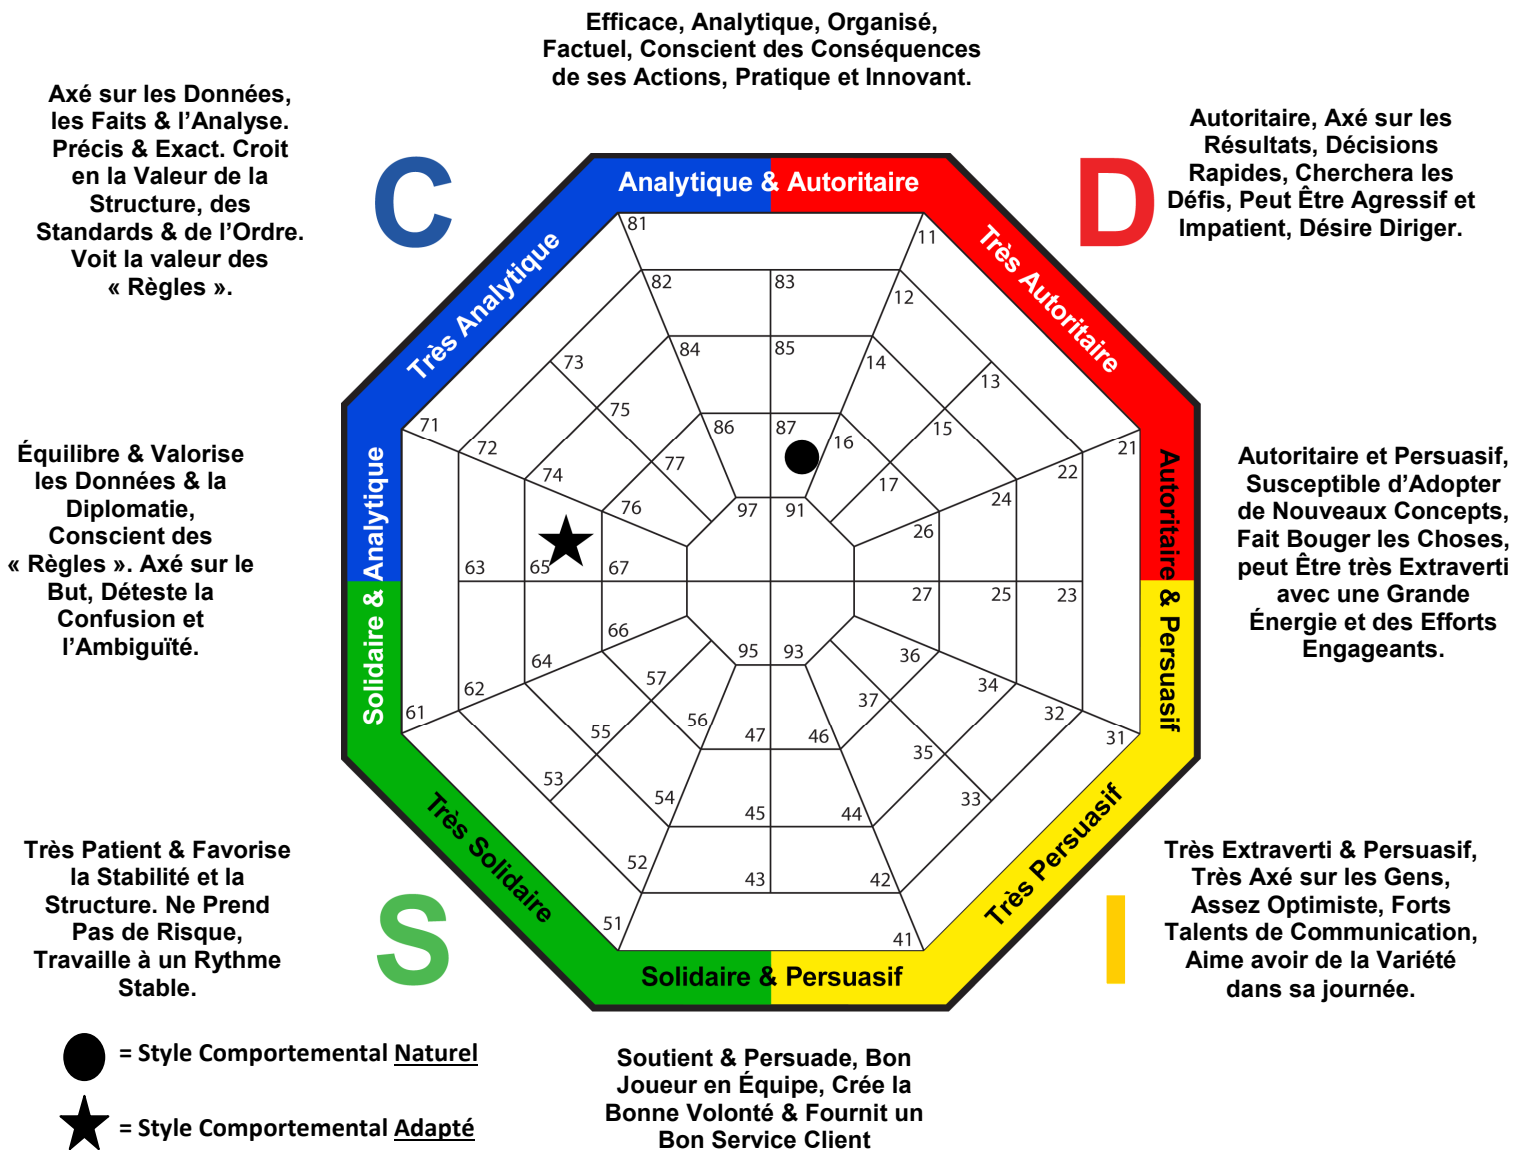 Efficace, Analytique, Organisé,
Factuel, Conscient des Conséquences
de ses Actions, Pratique et Innovant.
Axé sur les Données,
les Faits & l’Analyse.
Précis & Exact. Croit
en la Valeur de la
Structure, des
Standards & de l’Ordre.
Voit la valeur des
« Règles ».
C
D
Autoritaire, Axé sur les
Résultats, Décisions
Rapides, Cherchera les
Défis, Peut Être Agressif et
Impatient, Désire Diriger.
Analytique & Autoritaire
Très Analytique
Très Autoritaire
81
11
82
83
12
84
85
14
73
13
75
15
71
72
86
87
16
21
22
74
77
17
24
76
97
91
26
63
65
67
27
25
23
66
95
93
36
64
57
37
34
62
61
56
47
46
32
31
55
35
53
54
45
44
33
52
43
42
51
41
Équilibre & Valorise
les Données & la
Diplomatie,
Conscient des
« Règles ». Axé sur le
But, Déteste la
Confusion et
l’Ambiguïté.
Solidaire & Analytique
Autoritaire & Persuasif
Autoritaire et Persuasif,
Susceptible d’Adopter
de Nouveaux Concepts,
Fait Bouger les Choses,
peut Être très Extraverti
avec une Grande
Énergie et des Efforts
Engageants.
Très Patient & Favorise
la Stabilité et la
Structure. Ne Prend
Pas de Risque,
Travaille à un Rythme
Stable.
S
Très Solidaire
Solidaire & Persuasif
Très Persuasif
I
Très Extraverti & Persuasif,
Très Axé sur les Gens,
Assez Optimiste, Forts
Talents de Communication,
Aime avoir de la Variété
dans sa journée.
= Style Comportemental Naturel
= Style Comportemental Adapté
Soutient & Persuade, Bon
Joueur en Équipe, Crée la
Bonne Volonté & Fournit un
Bon Service Client